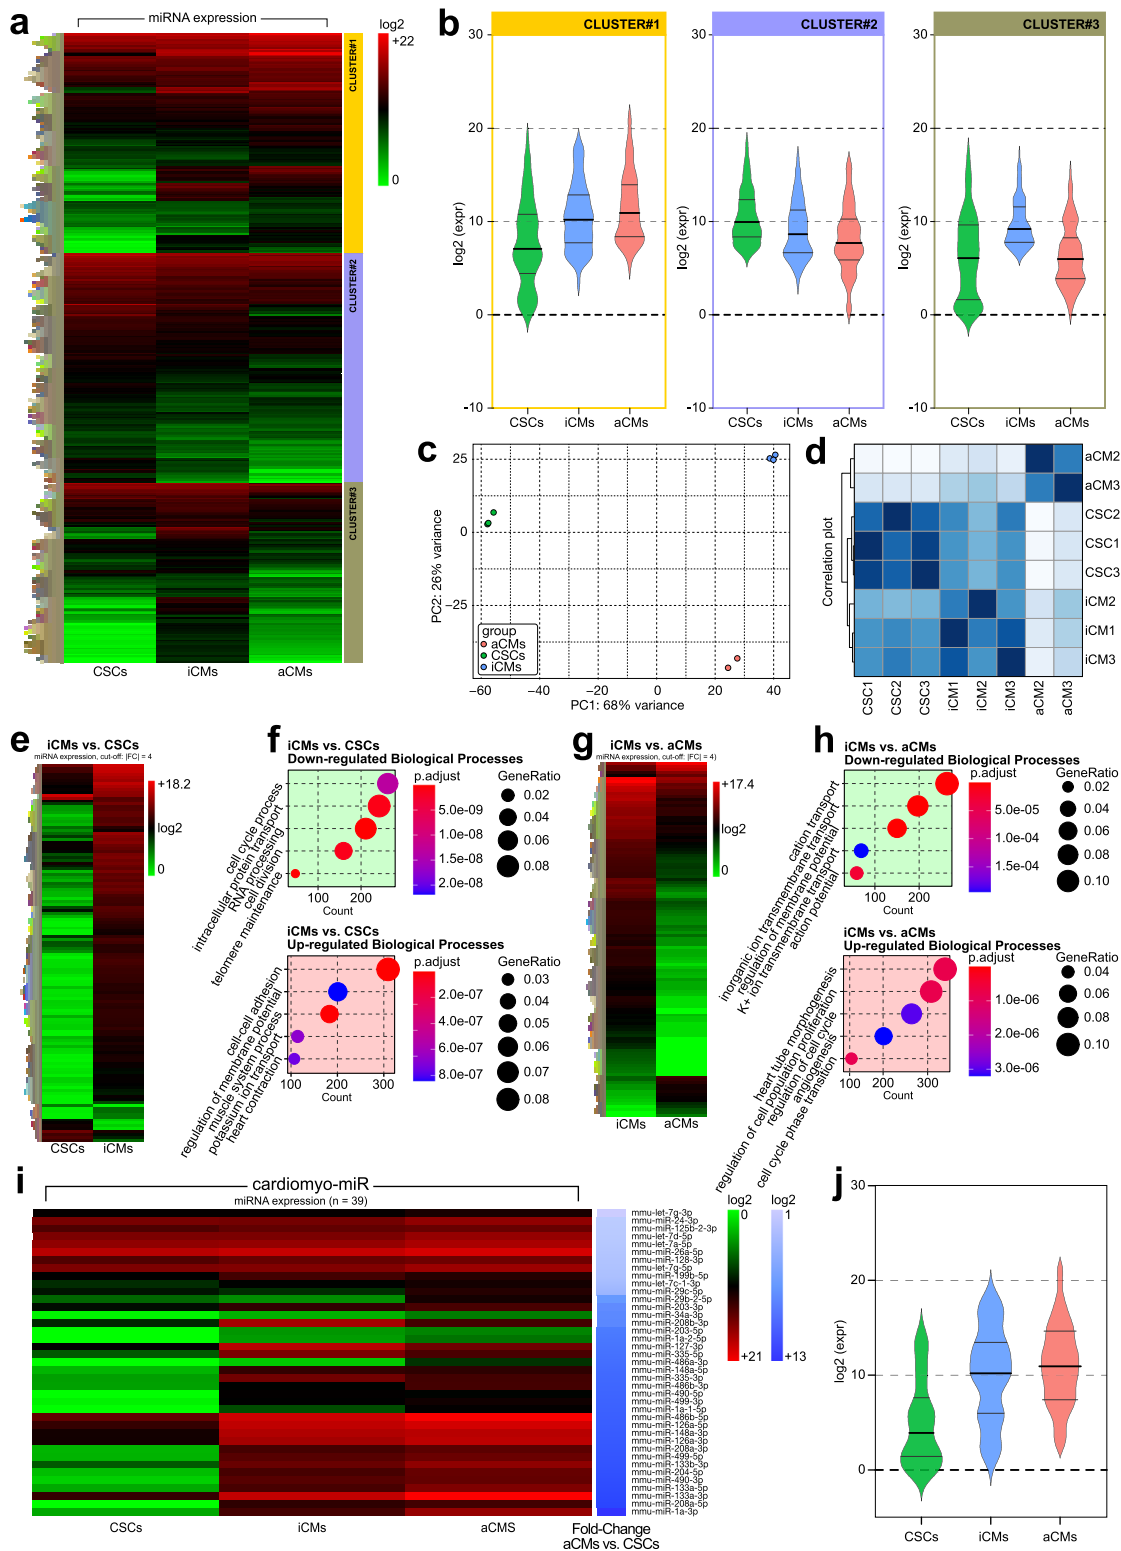 a
miRNA expression
log2
+22
0
CLUSTER#1
CLUSTER#2
CLUSTER#3
CSCs
iCMs
aCMs
b
CLUSTER#1
CLUSTER#2
CLUSTER#3
log2 (expr)
30
20
10
0
-10
CSCs
iCMs
aCMs
log2 (expr)
30
20
10
0
-10
CSCs
iCMs
aCMs
log2 (expr)
30
20
10
0
-10
CSCs
iCMs
aCMs
c
PC2: 26% variance
25
0
−25
group
aCMs
CSCs
iCMs
−60
−40
−20
0
20
40
PC1: 68% variance
d
Correlation plot
aCM2
aCM3
CSC2
CSC1
CSC3
iCM2
iCM1
iCM3
CSC1
CSC2
CSC3
iCM1
iCM2
iCM3
aCM2
aCM3
e
iCMs vs. CSCs
miRNA expression, cut-off: |FC| = 4
+18.2
log2
0
CSCs
iCMs
f
iCMs vs. CSCs
Down-regulated Biological Processes
cell cycle process
intracellular protein transport
RNA processing
cell division
telomere maintenance
100
200
300
Count
p.adjust
5.0e-09
1.0e-08
1.5e-08
2.0e-08
GeneRatio
0.02
0.04
0.06
0.08
iCMs vs. CSCs
Up-regulated Biological Processes
cell-cell adhesion
regulation of membrane potential
muscle system process
potassium ion transport
heart contraction
100
200
300
Count
p.adjust
2.0e-07
4.0e-07
6.0e-07
8.0e-07
GeneRatio
0.03
0.04
0.05
0.06
0.07
0.08
g
iCMs vs. aCMs
miRNA expression, cut-off: |FC| = 4)
+17.4
log2
0
iCMs
aCMs
h
iCMs vs. aCMs
Down-regulated Biological Processes
cation transport
inorganic ion transmembrane transport
regulation of membrane potential
K+ ion transmembrane transport
action potential
100
200
300
Count
p.adjust
5.0e-05
1.0e-04
1.5e-04
GeneRatio
0.02
0.04
0.06
0.08
0.10
iCMs vs. aCMs
Up-regulated Biological Processes
heart tube morphogenesis
regulation of cell population proliferation
regulation of cell cycle
angiogenesis
cell cycle phase transition
100
200
300
Count
p.adjust
1.0e-06
2.0e-06
3.0e-06
GeneRatio
0.04
0.06
0.08
0.10
i
cardiomyo-miR
miRNA expression (n = 39)
mmu-let-7g-3p
mmu-miR-24-3p
mmu-miR-125b-2-3p
mmu-let-7d-5p
mmu-let-7a-5p
mmu-miR-26a-5p
mmu-miR-128-3p
mmu-let-7g-5p
mmu-miR-199b-5p
mmu-let-7c-1-3p
mmu-miR-29c-5p
mmu-miR-29b-2-5p
mmu-miR-203-3p
mmu-miR-34a-3p
mmu-miR-208b-3p
mmu-miR-203-5p
mmu-miR-1a-2-5p
mmu-miR-127-3p
mmu-miR-335-5p
mmu-miR-486a-3p
mmu-miR-148a-5p
mmu-miR-335-3p
mmu-miR-486b-3p
mmu-miR-490-5p
mmu-miR-499-3p
mmu-miR-1a-1-5p
mmu-miR-486b-5p
mmu-miR-126a-5p
mmu-miR-148a-3p
mmu-miR-126a-3p
mmu-miR-208a-3p
mmu-miR-499-5p
mmu-miR-133b-3p
mmu-miR-204-5p
mmu-miR-490-3p
mmu-miR-133a-5p
mmu-miR-133a-3p
mmu-miR-208a-5p
mmu-miR-1a-3p
CSCs
iCMs
aCMS
Fold-Change
aCMs vs. CSCs
log2
0
+21
log2
1
+13
j
log2 (expr)
30
20
10
0
CSCs
iCMs
aCMs